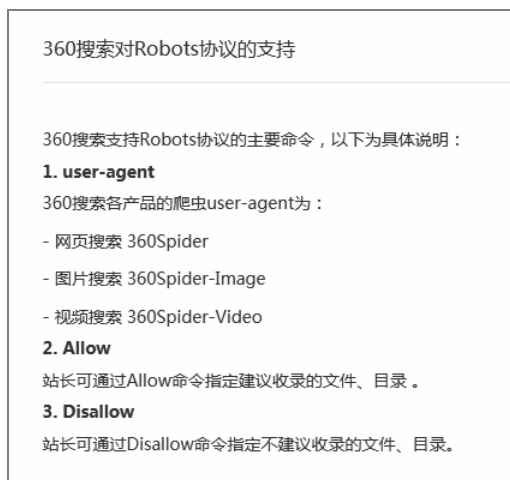 360搜索对Robots协议的支持
360搜索支持Robots协议的主要命令，以下为具体说明：
1. user-agent
360搜索各产品的爬虫user-agent为：
- 网页搜索 360Spider
- 图片搜索 360Spider-Image
- 视频搜索 360Spider-Video
2. Allow
站长可通过Allow命令指定建议收录的文件、目录 。
3. Disallow
站长可通过Disallow命令指定不建议收录的文件、目录。